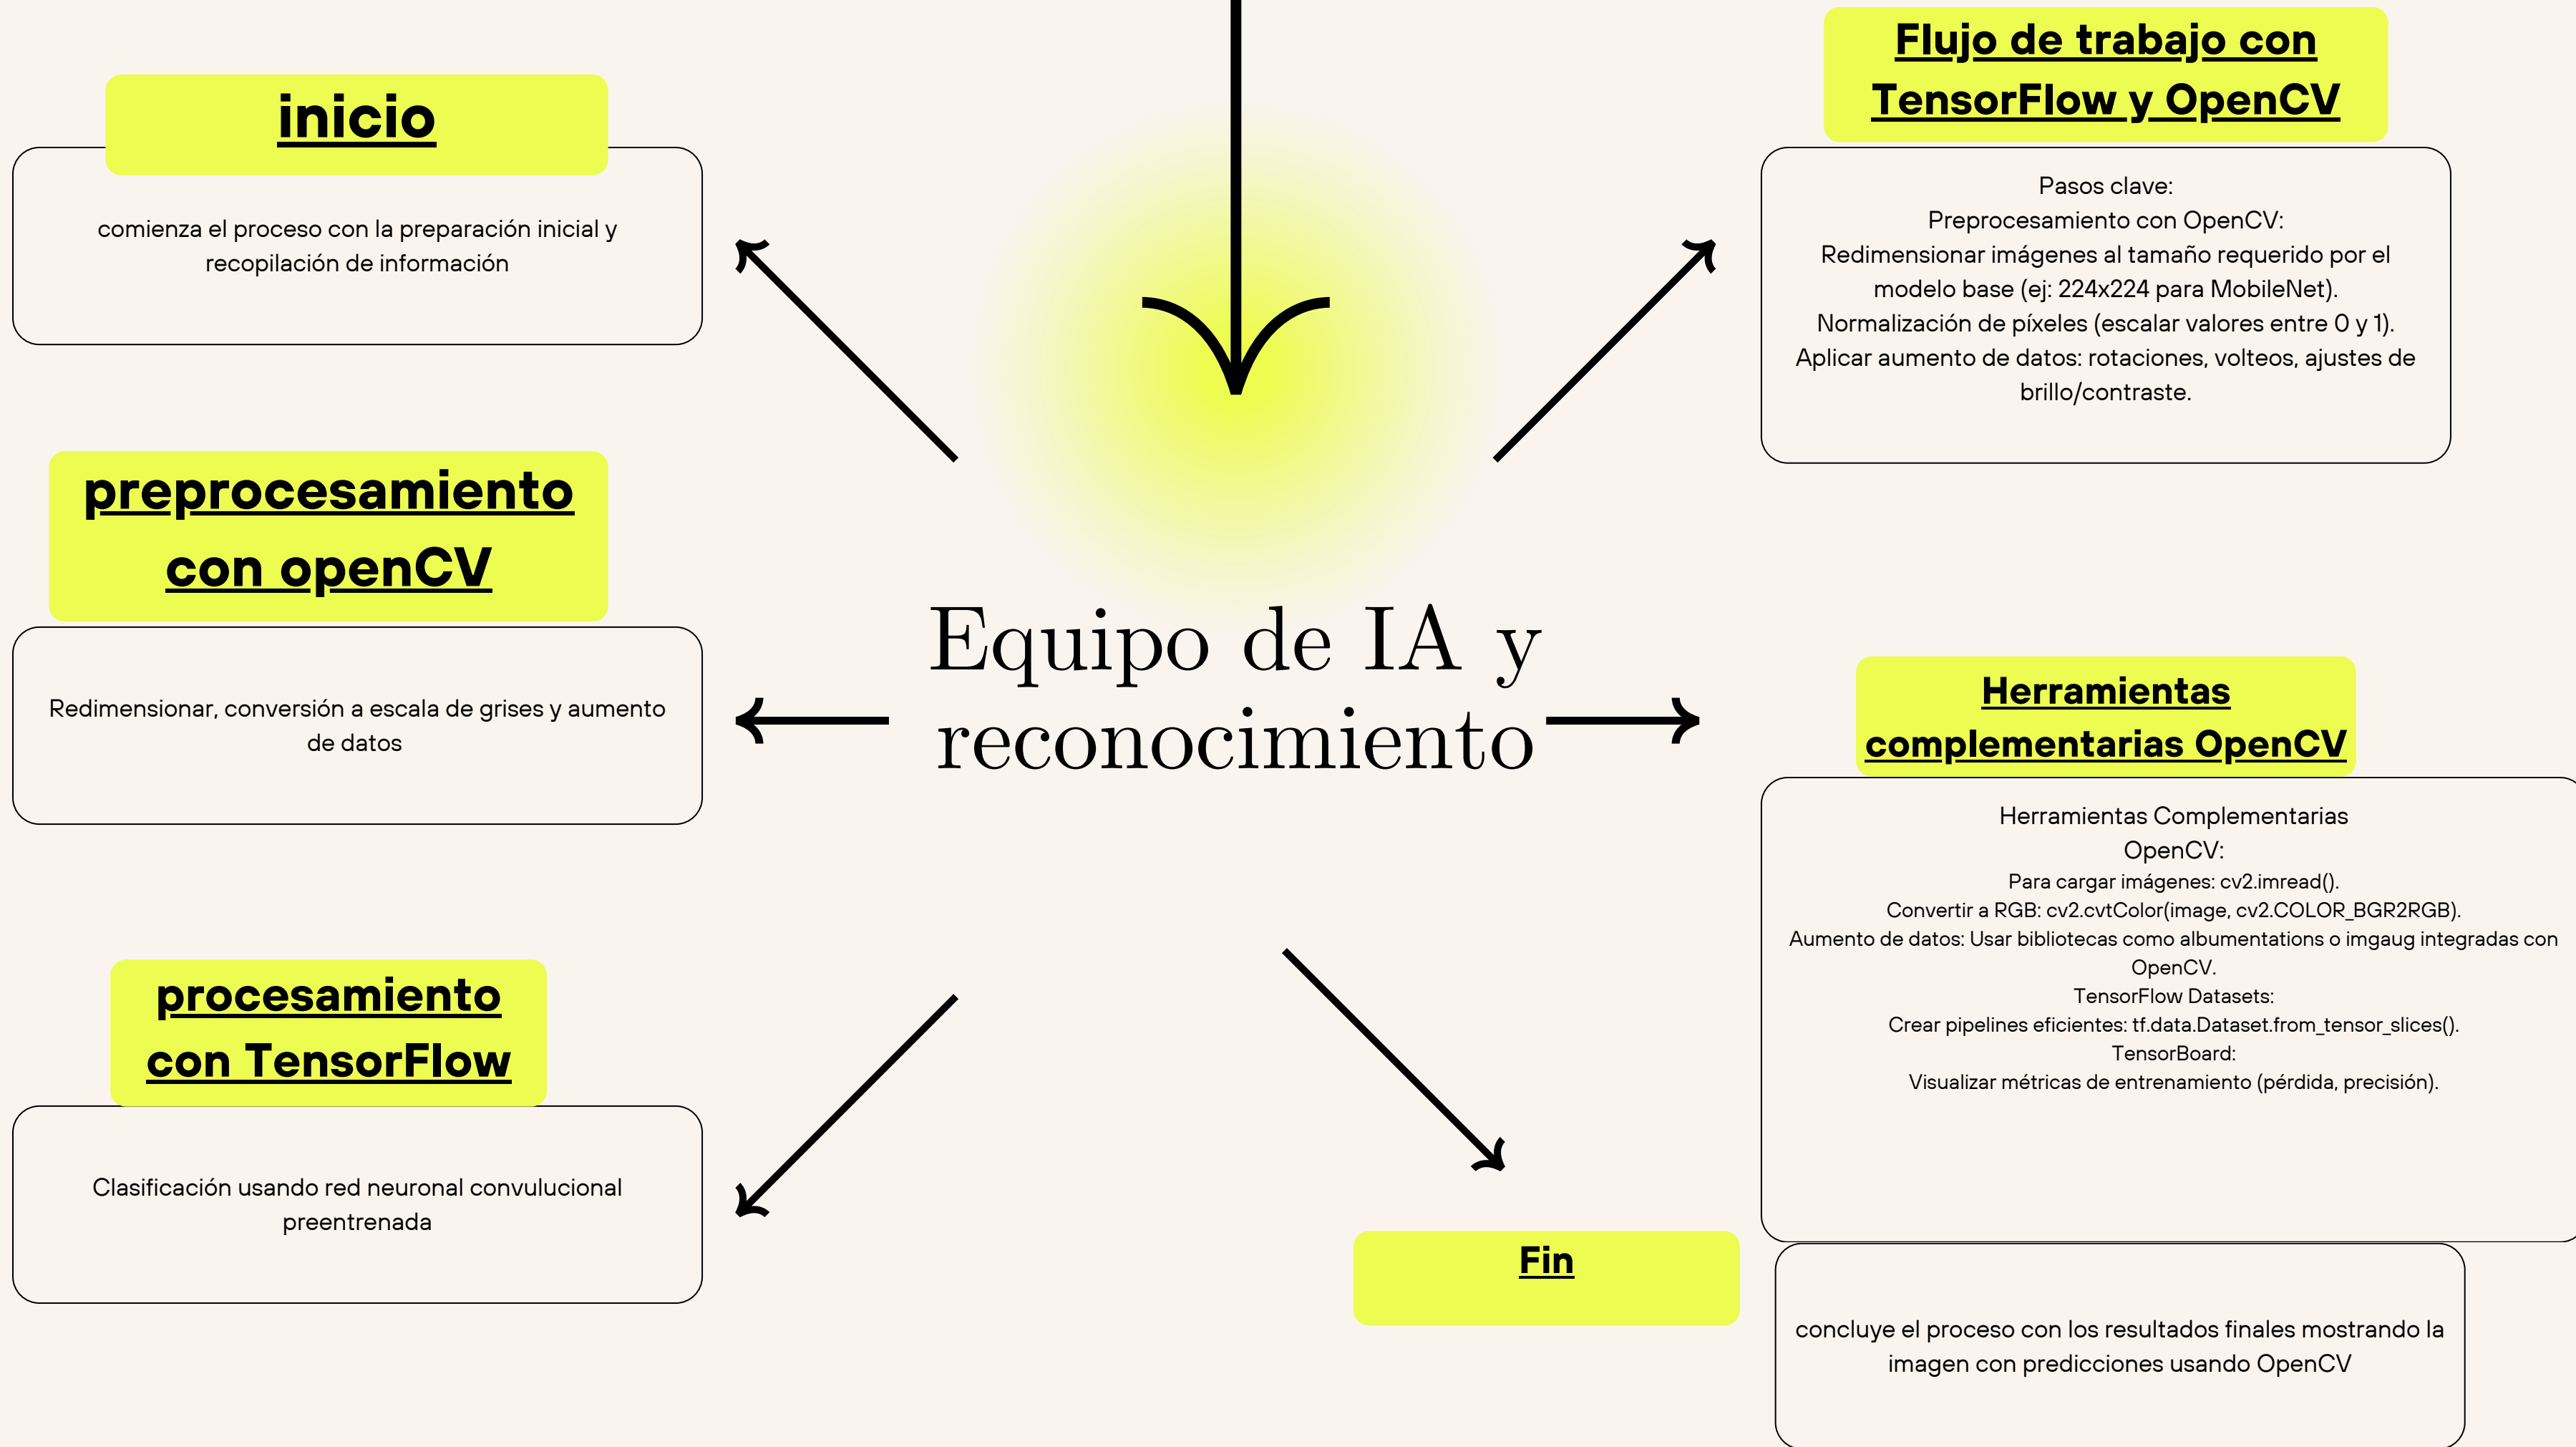 inicio
comienza el proceso con la preparación inicial y
recopilación de información
preprocesamiento
con openCV
Redimensionar, conversión a escala de grises y aumento
de datos
procesamiento
con TensorFlow
Clasificación usando red neuronal convulucional
preentrenada
Equipo de IA y
reconocimiento
Flujo de trabajo con
TensorFlow y OpenCV
Pasos clave:
Preprocesamiento con OpenCV:
Redimensionar imágenes al tamaño requerido por el
modelo base (ej: 224x224 para MobileNet).
Normalización de píxeles (escalar valores entre 0 y 1).
Aplicar aumento de datos: rotaciones, volteos, ajustes de
brillo/contraste.
Herramientas
complementarias OpenCV
Herramientas Complementarias
OpenCV:
Para cargar imágenes: cv2.imread().
Convertir a RGB: cv2.cvtColor(image, cv2.COLOR_BGR2RGB).
Aumento de datos: Usar bibliotecas como albumentations o imgaug integradas con
OpenCV.
TensorFlow Datasets:
Crear pipelines eficientes: tf.data.Dataset.from_tensor_slices().
TensorBoard:
Visualizar métricas de entrenamiento (pérdida, precisión).
Fin
concluye el proceso con los resultados finales mostrando la
imagen con predicciones usando OpenCV